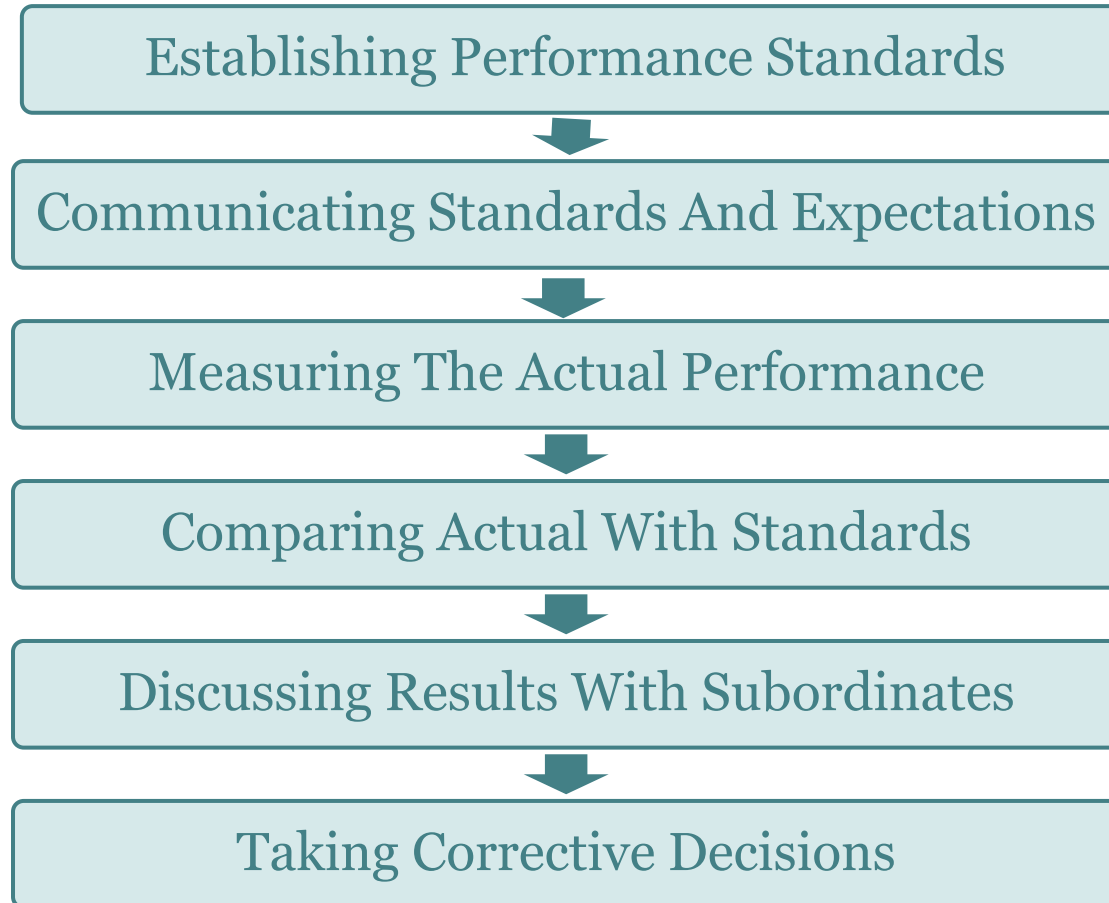 Establishing Performance Standards
Communicating Standards And Expectations
Measuring The Actual Performance
Comparing Actual With Standards
Discussing Results With Subordinates
Taking Corrective Decisions